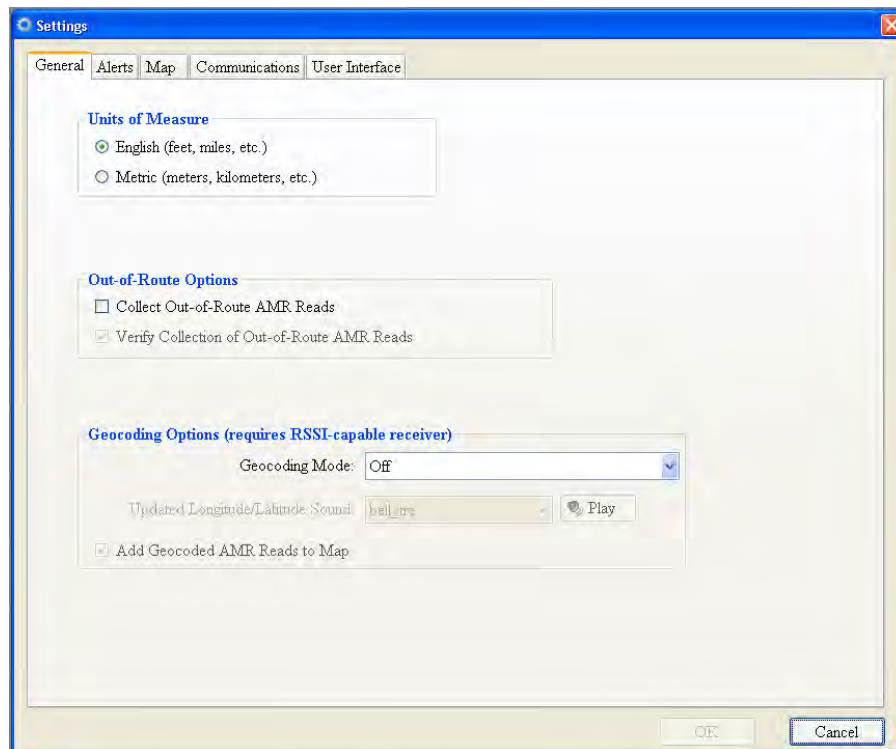 Settings
General Alerts Map Communications User Interface
Units of Measure
English (feet, miles, etc.)
Metric (meters, kilometers, etc.)
Out-of-Route Options
Collect Out-of-Route AMR Reads
Verify Collection of Out-of-Route AMR Reads
Geocoding Options (requires RSSI-capable receiver)
Geocoding Mode: Off
Updated Longitude/Latitude Sound: Play
Add Geocoded AMR Reads to Map
OK Cancel